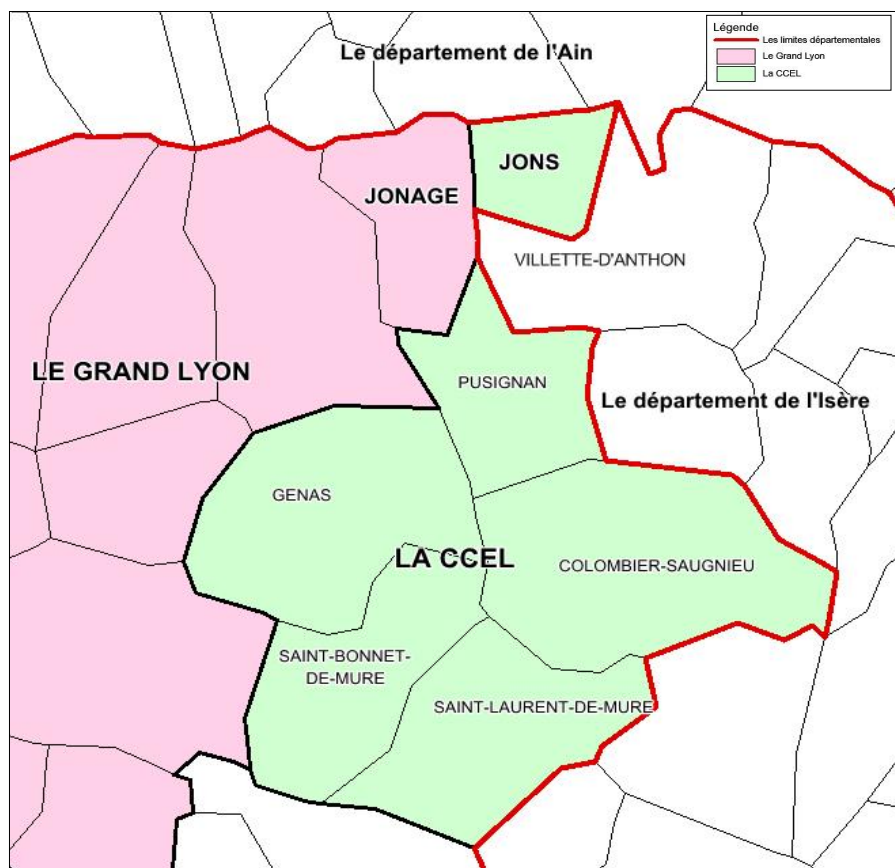 Légende
Les limites départementales
Le Grand Lyon
La CCEL
Le département de l'Ain
JONS
JONAGE
VILLETTE-D'ANTHON
LE GRAND LYON
PUSIGNAN
Le département de l'Isère
GENAS
LA CCEL
COLOMBIER-SAUGNIEU
SAINT-BONNET-
DE-MURE
SAINT-LAURENT-DE-MURE